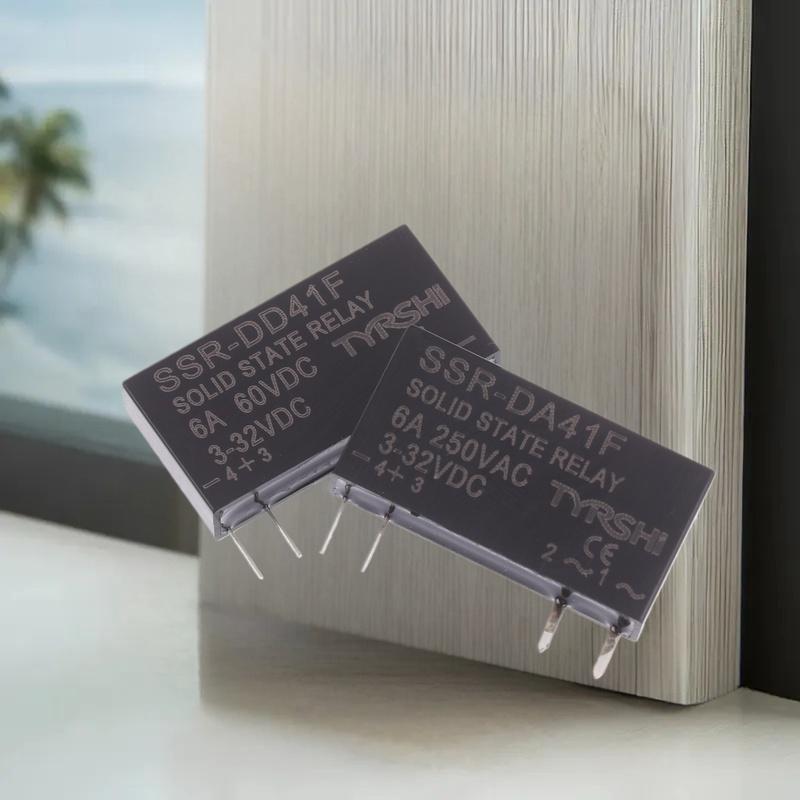 SSR-DD41F
SOLID STATE RELAY
6A 60VDC
TYRSHI
3-32VDC
− 4 + 3
−
SSR-DA41F
SOLID STATE RELAY
6A 250VAC
3-32VDC
TYRSHI
− 4 + 3
CE
2 ~ 1 ~